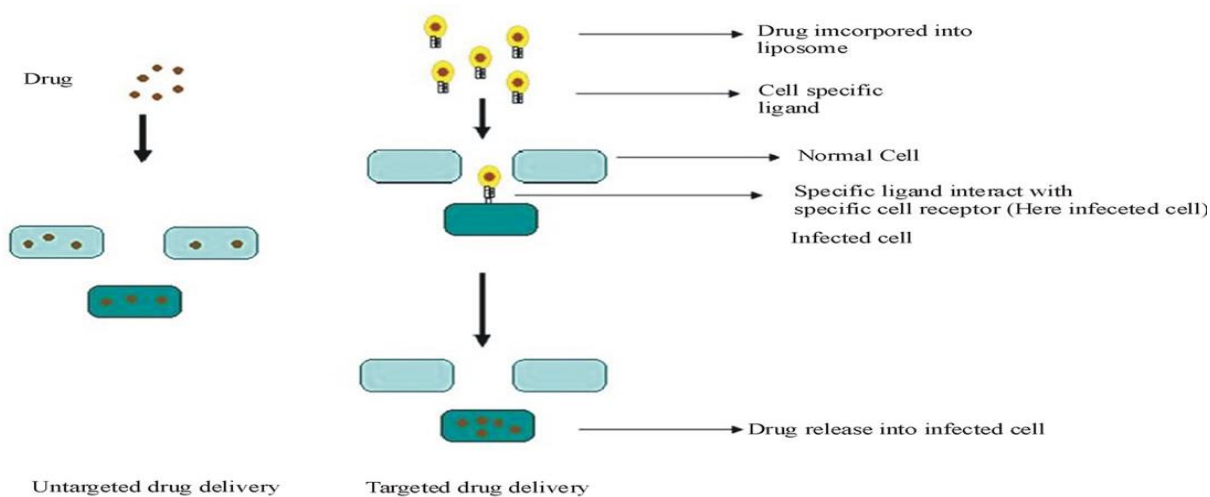 Drug
Drug imcorpored into
liposome
Cell specific
ligand
Normal Cell
Specific ligand interact with
specific cell receptor (Here infeceted cell)
Infected cell
Drug release into infected cell
Untargeted drug delivery
Targeted drug delivery